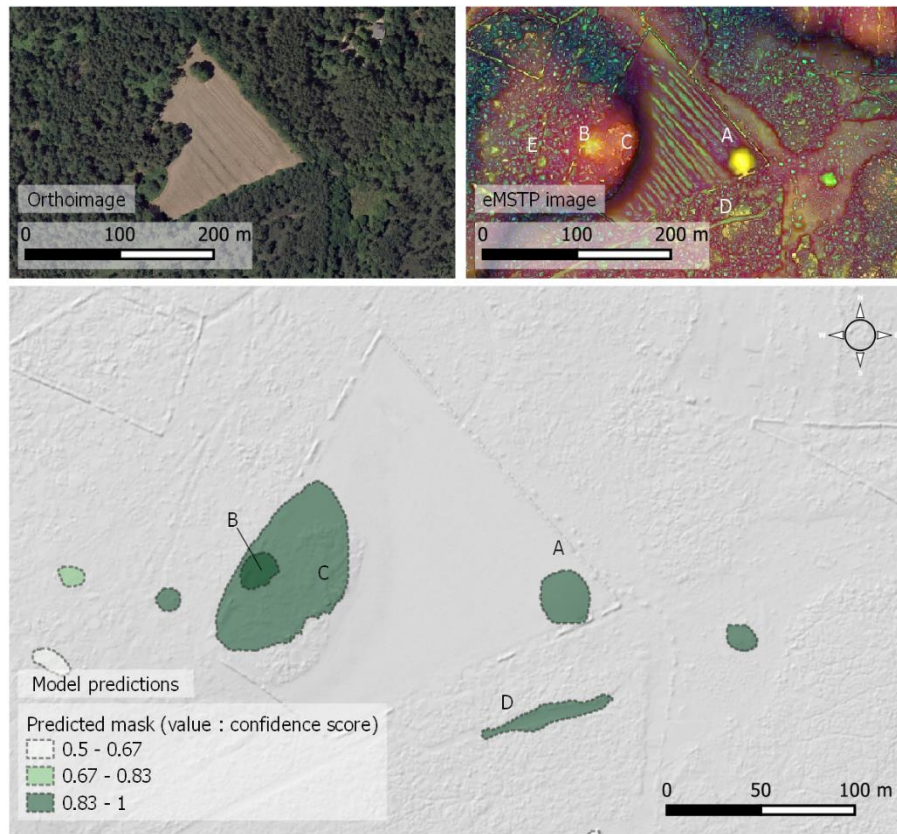 Orthoimage
0 100 200 m
A
B
C
E
D
eMSTP image
0 100 200 m
B
C
A
D
Model predictions
Predicted mask (value : confidence score)
0.5 - 0.67
0.67 - 0.83
0.83 - 1
0 50 100 m